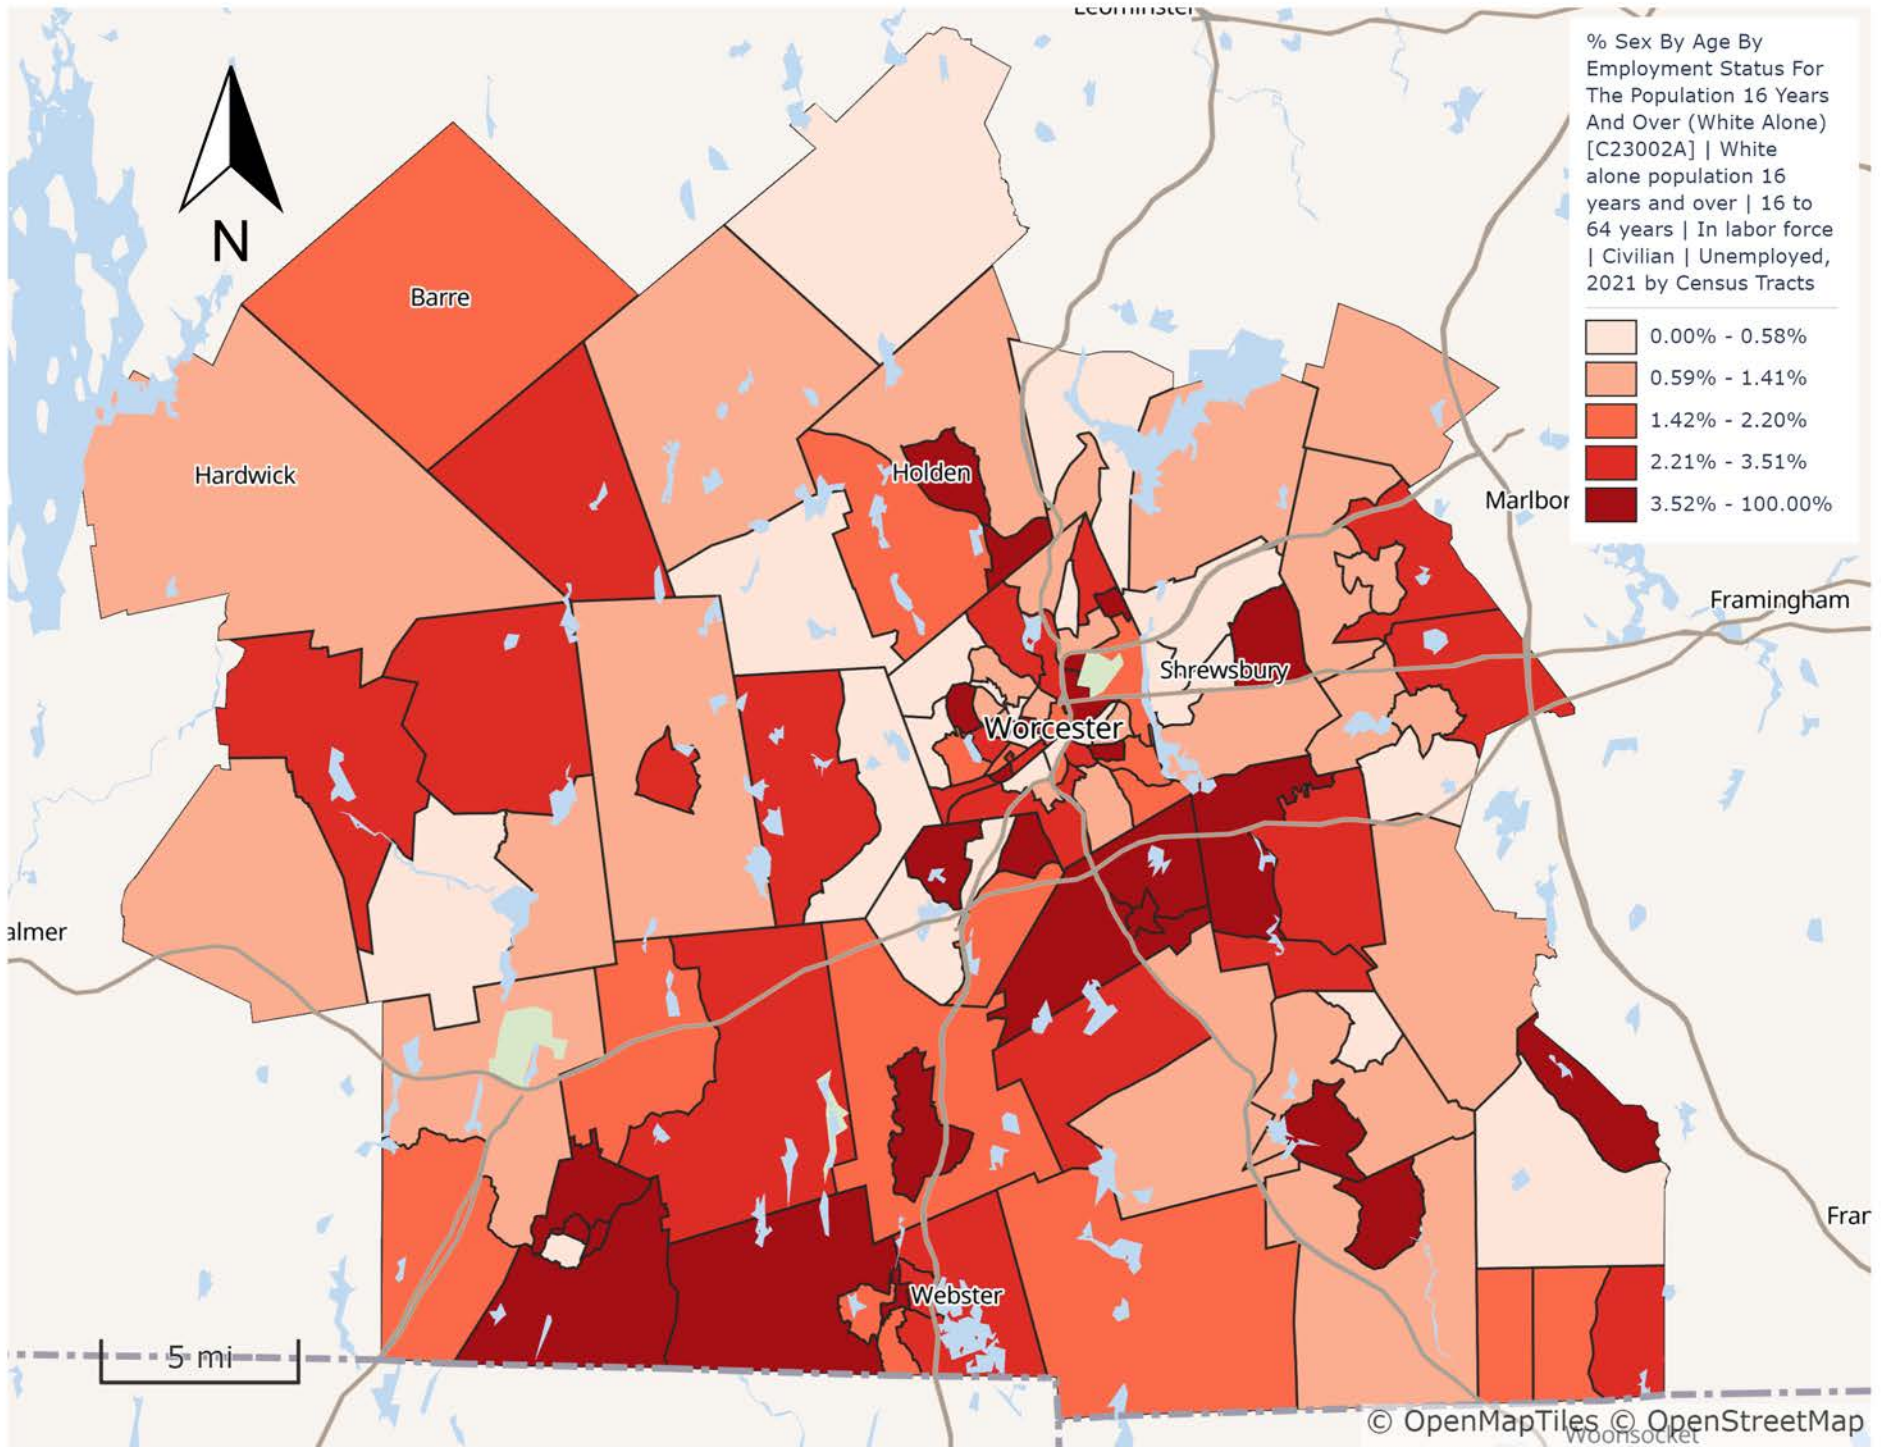 Leominster
% Sex By Age By
Employment Status For
The Population 16 Years
And Over (White Alone)
[C23002A] | White
alone population 16
years and over | 16 to
64 years | In labor force
| Civilian | Unemployed,
2021 by Census Tracts
0.00% - 0.58%
0.59% - 1.41%
1.42% - 2.20%
2.21% - 3.51%
3.52% - 100.00%
N
Barre
Hardwick
Holden
Marlbor
Framingham
Shrewsbury
Worcester
almer
Fran
Webster
5 mi
© OpenMapTiles © OpenStreetMap
Woonsocket